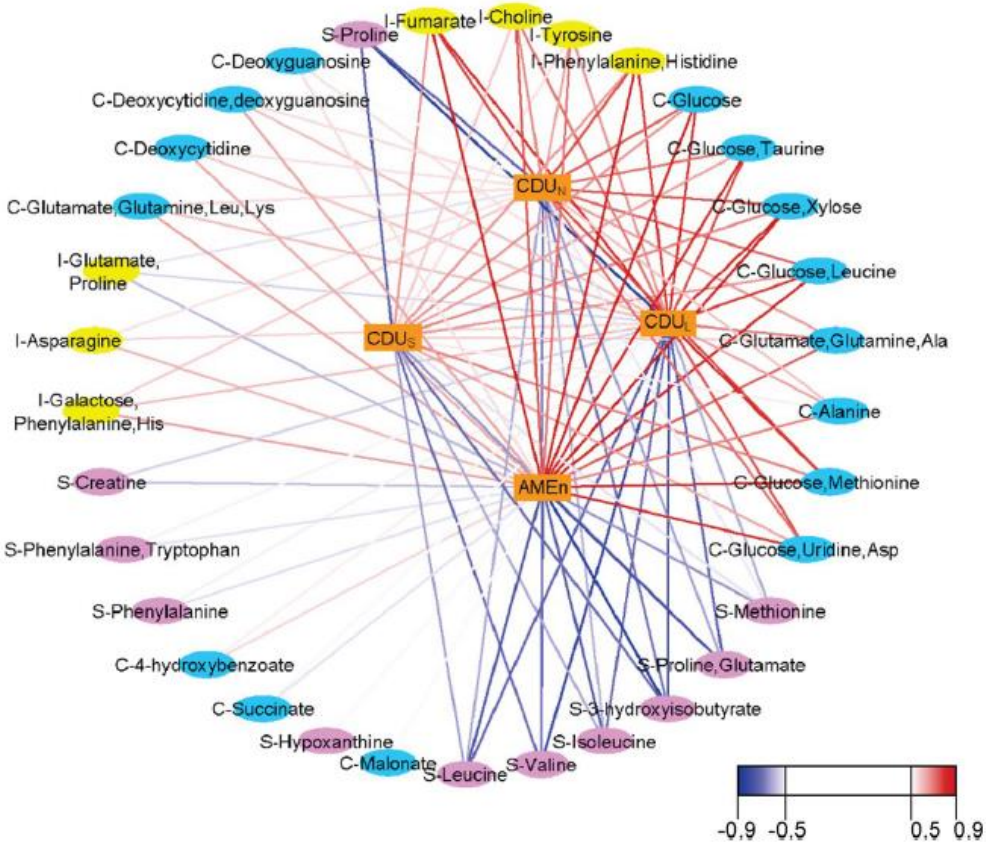 I-Choline
I-Fumarate
S-Proline
I-Tyrosine
C-Deoxyguanosine
I-Phenylalanine,Histidine
C-Deoxycytidine,deoxyguanosine
C-Glucose
C-Deoxycytidine
C-Glucose,Taurine
CDUN
C-Glutamate,Glutamine,Leu,Lys
C-Glucose,Xylose
I-Glutamate,
Proline
C-Glucose,Leucine
CDUL
CDUS
I-Asparagine
C-Glutamate,Glutamine,Ala
I-Galactose,
Phenylalanine,His
C-Alanine
S-Creatine
AMEn
C-Glucose,Methionine
S-Phenylalanine,Tryptophan
C-Glucose,Uridine,Asp
S-Phenylalanine
S-Methionine
C-4-hydroxybenzoate
S-Proline,Glutamate
C-Succinate
S-3-hydroxyisobutyrate
S-Hypoxanthine
S-Isoleucine
C-Malonate
S-Leucine
S-Valine
-0.9 -0.5 0.5 0.9